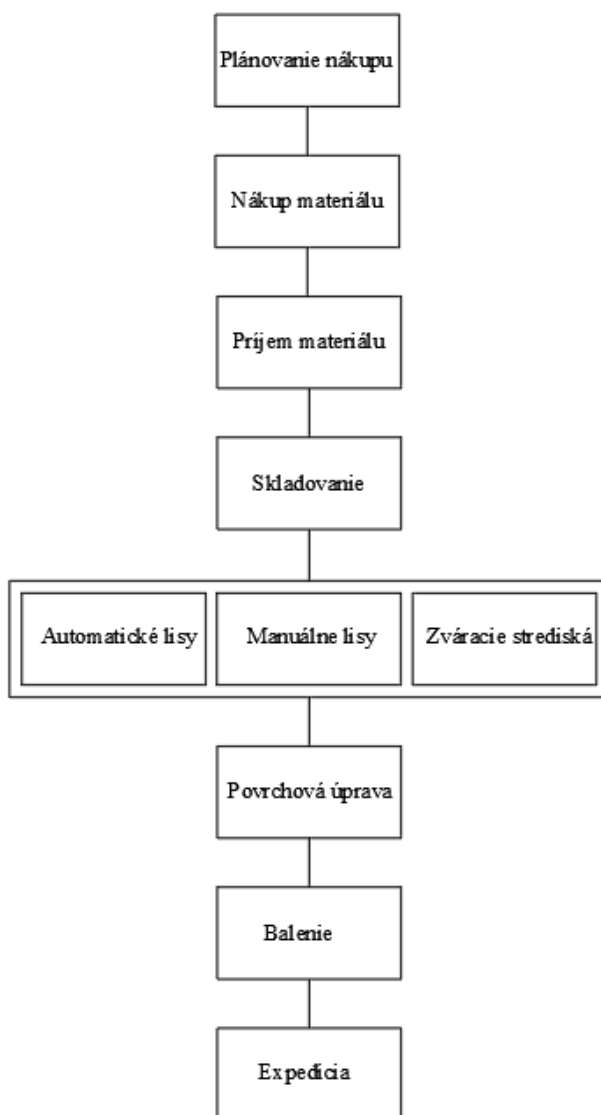 Plánovanie nákupu
Nákup materiálu
Príjem materiálu
Skladovanie
Automatické lisy
Manuálne lisy
Zváracie strediská
Povrchová úprava
Balenie
Expedícia